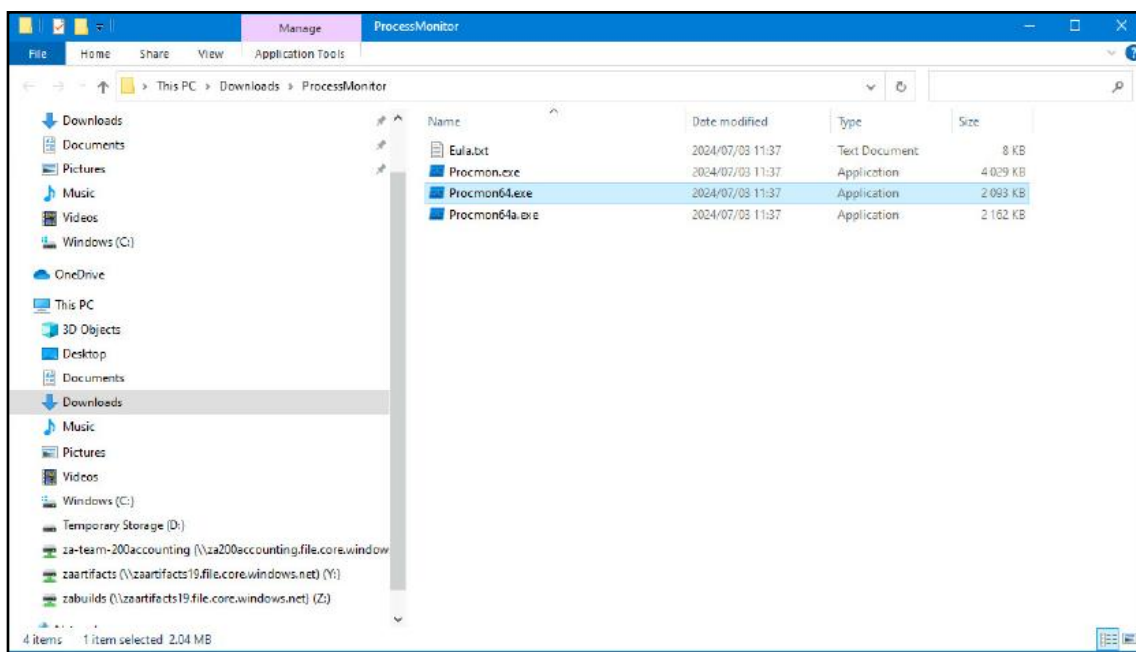 Manage ProcessMonitor
File Home Share View Application Tools
> This PC > Downloads > ProcessMonitor
Downloads
Documents
Pictures
Music
Videos
Windows (C:)
OneDrive
This PC
3D Objects
Desktop
Documents
Downloads
Music
Pictures
Videos
Windows (C:)
Temporary Storage (D:)
za-team-200accounting (\\za200accounting.file.core.window
zaartifacts (\\zaartifacts19.file.core.windows.net) (Y:)
zabuilds (\\zaartifacts19.file.core.windows.net) (Z:)
Name Date modified Type Size
Eula.txt 2024/07/03 11:37 Text Document 8 KB
Procmon.exe 2024/07/03 11:37 Application 4 029 KB
Procmon64.exe 2024/07/03 11:37 Application 2 093 KB
Procmon64a.exe 2024/07/03 11:37 Application 2 162 KB
4 items 1 item selected 2.04 MB